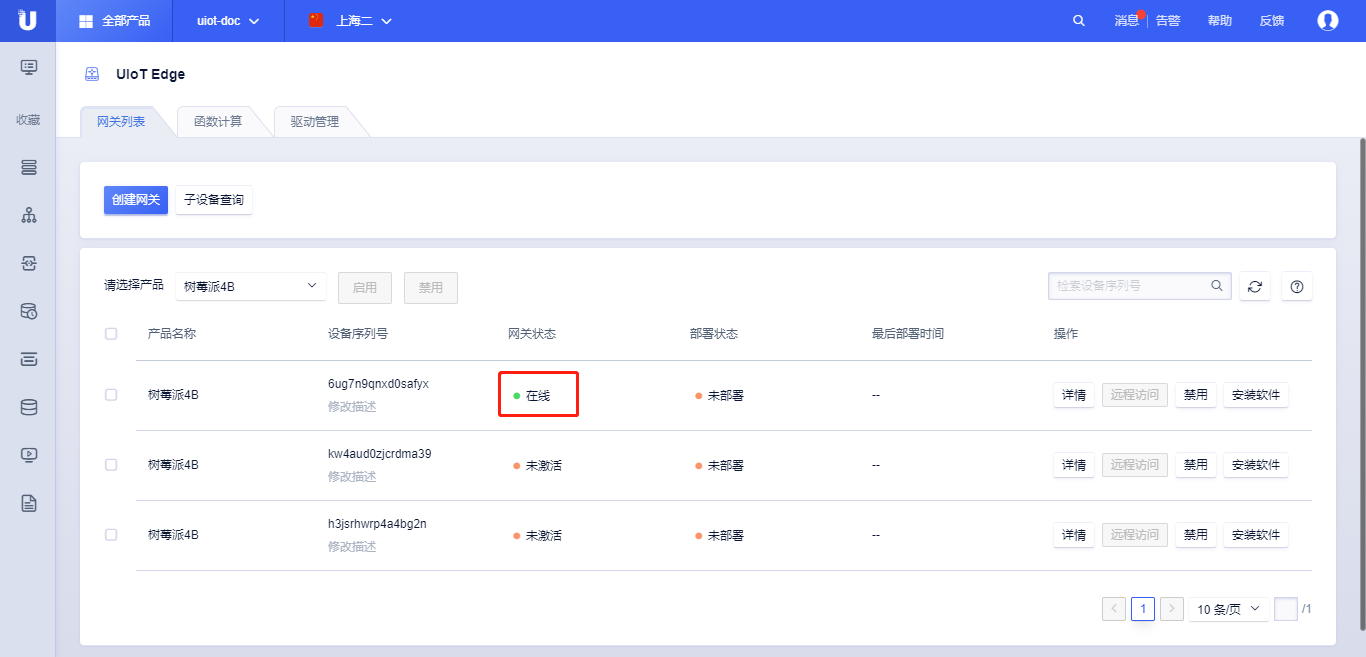 全部产品 uiot-doc 上海二 消息 告警 帮助 反馈
收藏
UIoT Edge
网关列表 函数计算 驱动管理
创建网关 子设备查询
请选择产品 树莓派4B 启用 禁用 检索设备序列号
产品名称 设备序列号 网关状态 部署状态 最后部署时间 操作
树莓派4B 6ug7n9qnxd0safyx 在线 未部署 -- 详情 远程访问 禁用 安装软件
修改描述
树莓派4B kw4aud0zjcrdma39 未激活 未部署 -- 详情 远程访问 禁用 安装软件
修改描述
树莓派4B h3jsrhwrp4a4bg2n 未激活 未部署 -- 详情 远程访问 禁用 安装软件
修改描述
1 10 条/页 /1